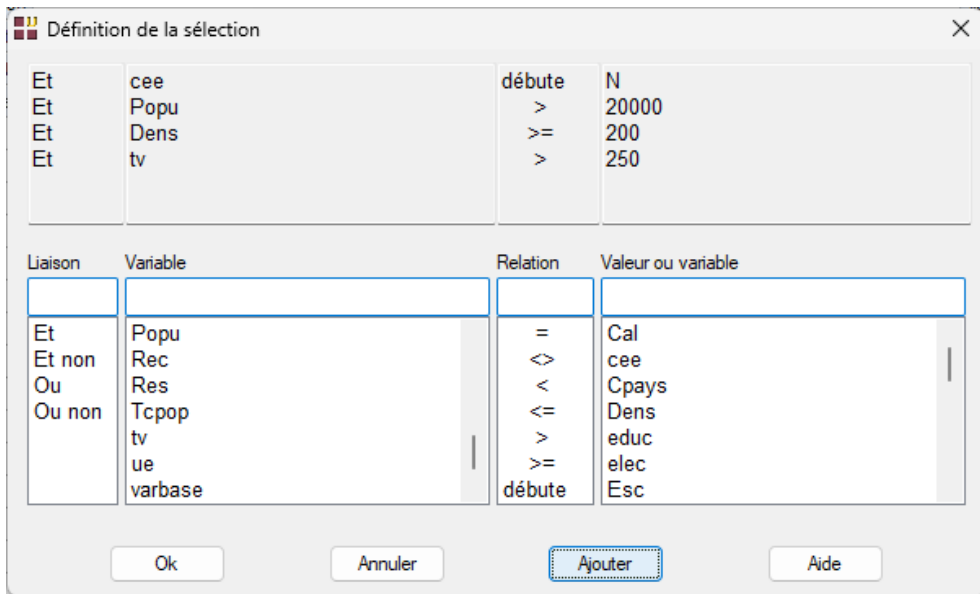 Définition de la sélection
Et cee débute N
Et Popu > 20000
Et Dens >= 200
Et tv > 250
Liaison Variable Relation Valeur ou variable
Et Popu = Cal
Et non Rec <> cee
Ou Res < Cpays
Ou non Tcpop <= Dens
tv > educ
ue >= elec
varbase débute Esc
Ok Annuler Ajouter Aide